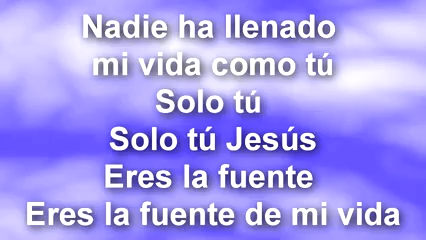 Nadie ha llenado
mi vida como tú
Solo tú
Solo tú Jesús
Eres la fuente
Eres la fuente de mi vida